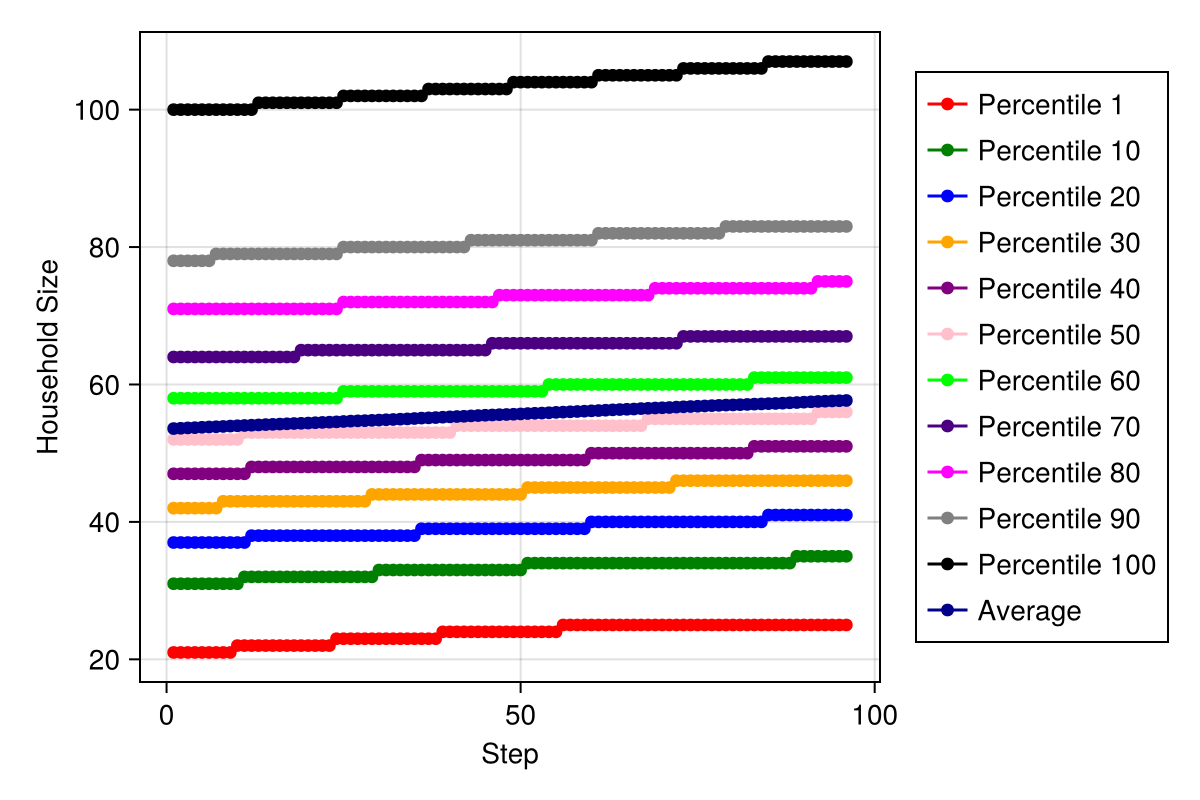 100
80
60
40
20
Household Size
0 50 100
Step
Percentile 1
Percentile 10
Percentile 20
Percentile 30
Percentile 40
Percentile 50
Percentile 60
Percentile 70
Percentile 80
Percentile 90
Percentile 100
Average